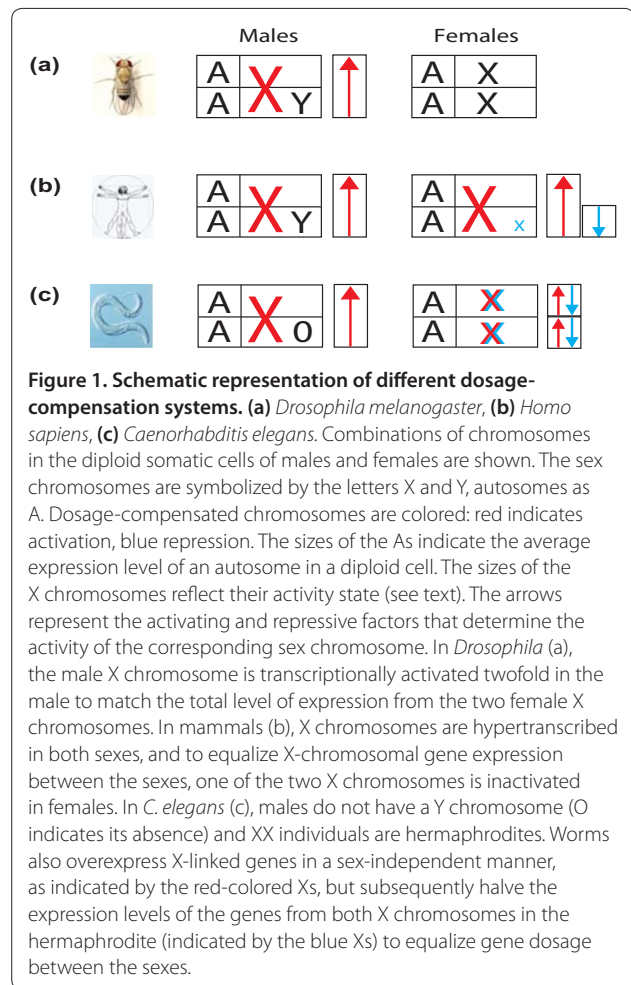 Males Females
(a) A X A X
A Y A X
(b) A X A X
A Y A x
(c) A X A X
A O A X
Figure 1. Schematic representation of different dosage-
compensation systems. (a) Drosophila melanogaster, (b) Homo
sapiens, (c) Caenorhabditis elegans. Combinations of chromosomes
in the diploid somatic cells of males and females are shown. The sex
chromosomes are symbolized by the letters X and Y, autosomes as
A. Dosage-compensated chromosomes are colored: red indicates
activation, blue repression. The sizes of the As indicate the average
expression level of an autosome in a diploid cell. The sizes of the
X chromosomes reflect their activity state (see text). The arrows
represent the activating and repressive factors that determine the
activity of the corresponding sex chromosome. In Drosophila (a),
the male X chromosome is transcriptionally activated twofold in the
male to match the total level of expression from the two female X
chromosomes. In mammals (b), X chromosomes are hypertranscribed
in both sexes, and to equalize X-chromosomal gene expression
between the sexes, one of the two X chromosomes is inactivated
in females. In C. elegans (c), males do not have a Y chromosome (O
indicates its absence) and XX individuals are hermaphrodites. Worms
also overexpress X-linked genes in a sex-independent manner,
as indicated by the red-colored Xs, but subsequently halve the
expression levels of the genes from both X chromosomes in the
hermaphrodite (indicated by the blue Xs) to equalize gene dosage
between the sexes.